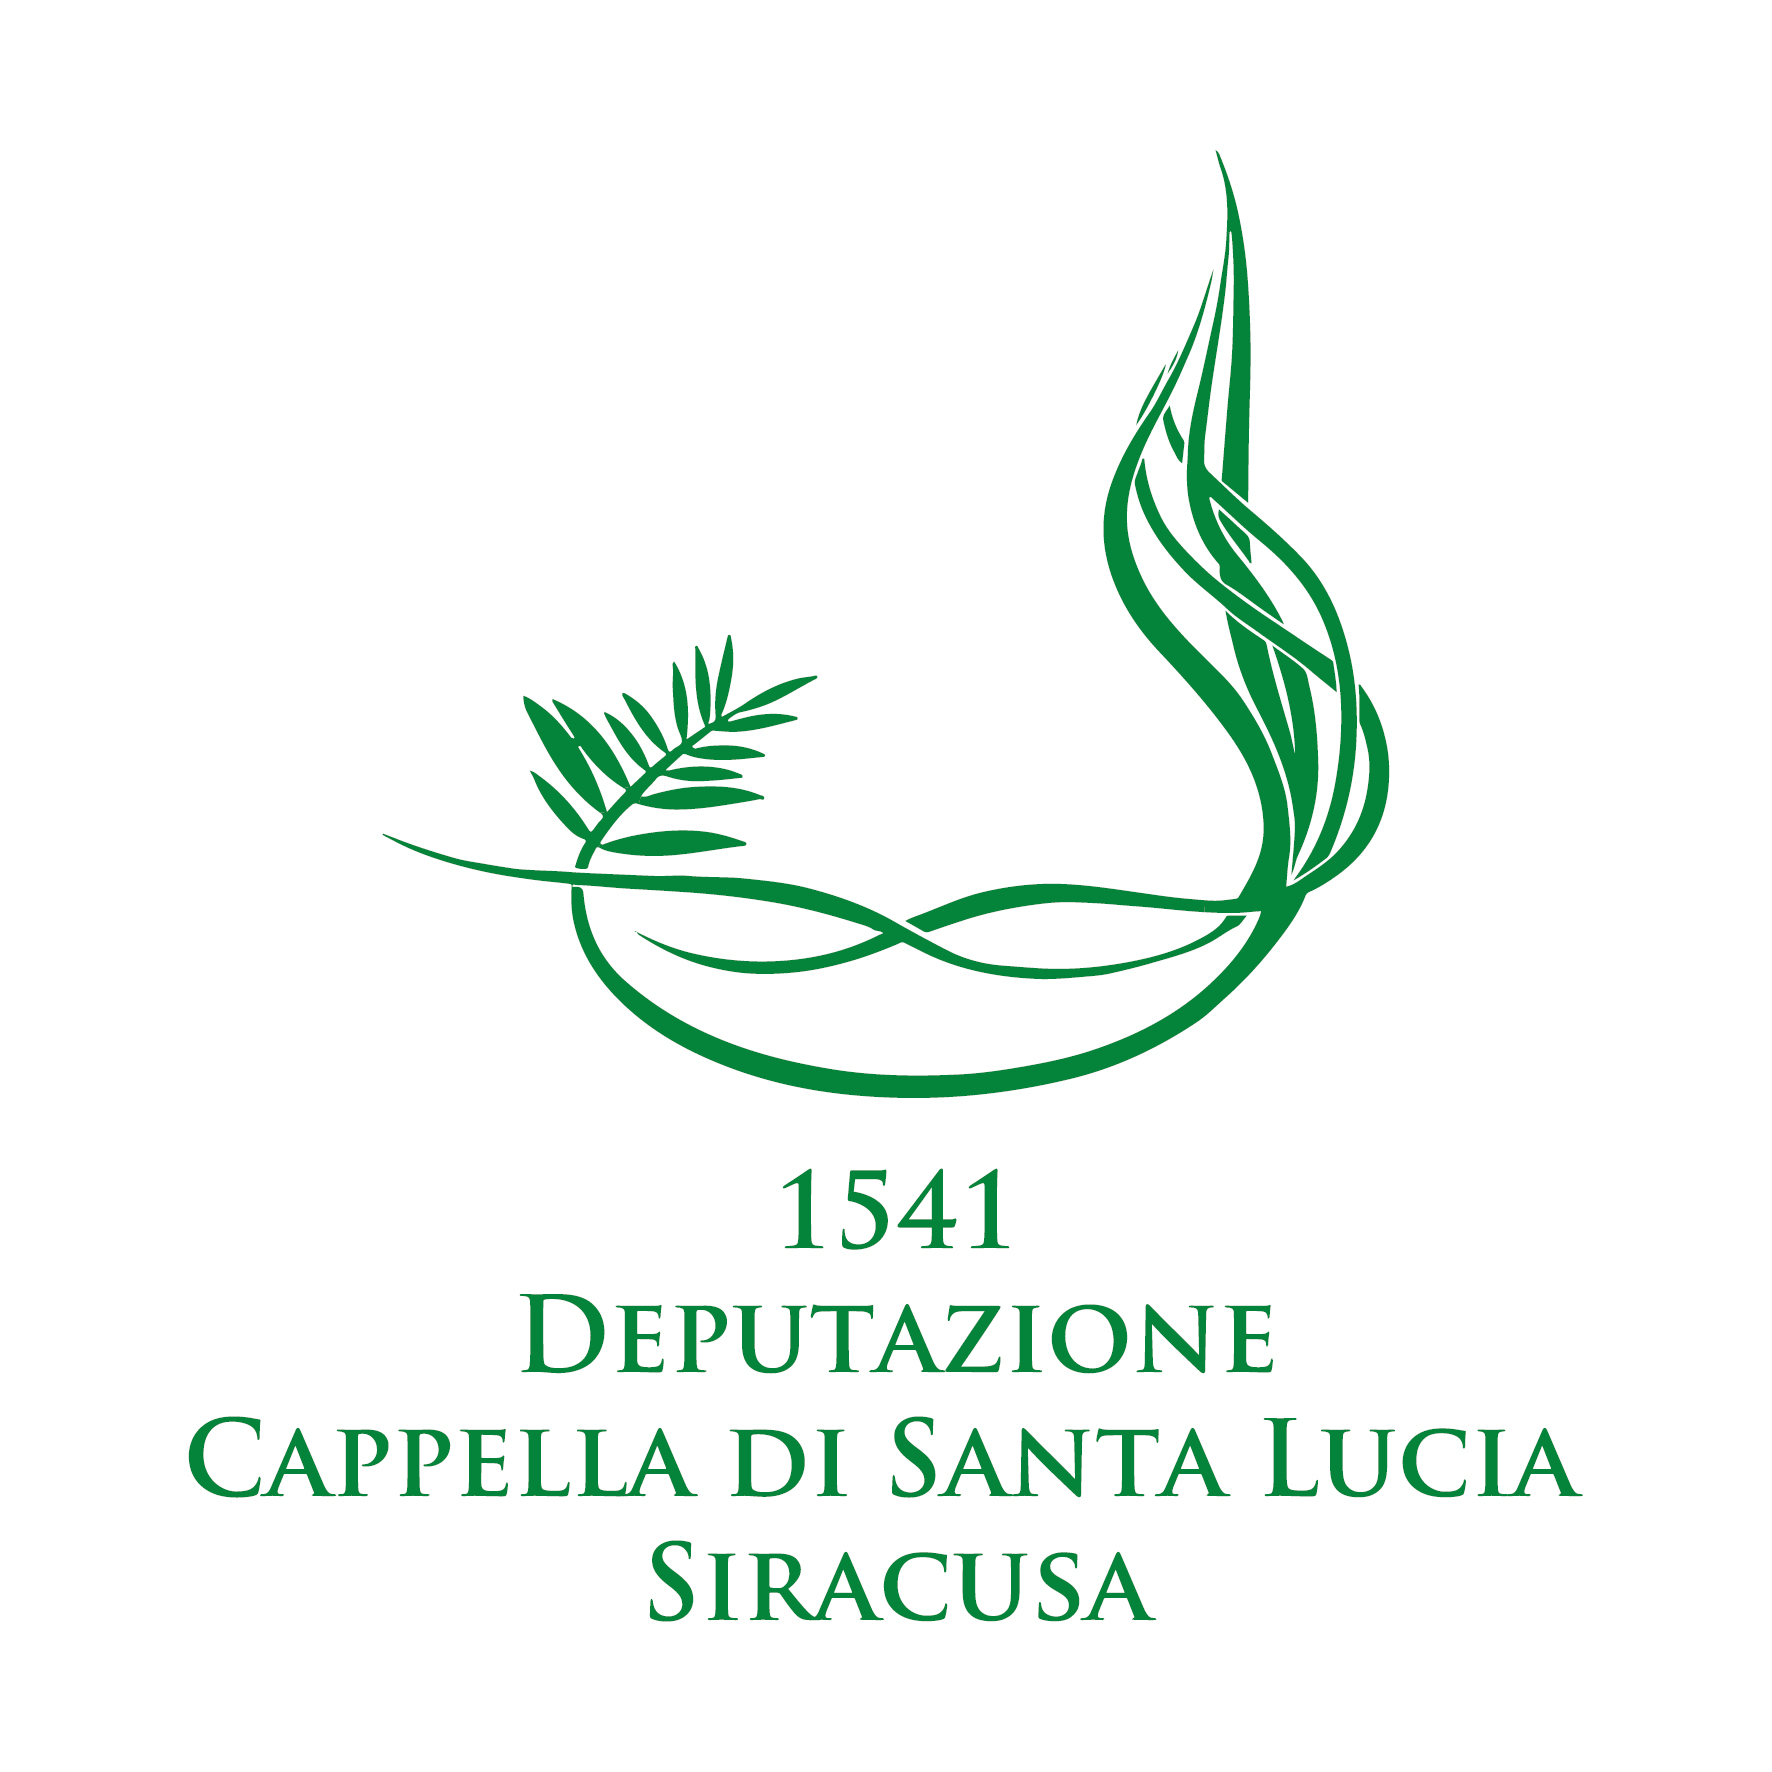 1541
Deputazione
Cappella di Santa Lucia
Siracusa